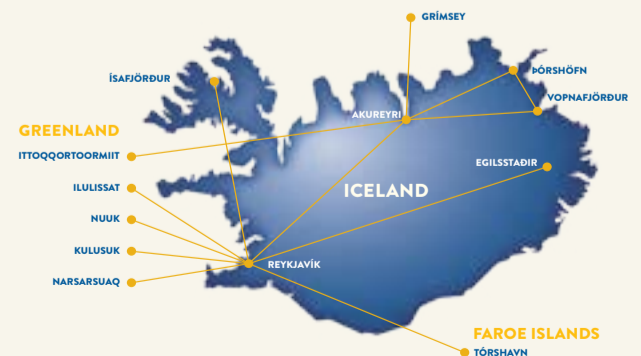 GRÍMSEY
ÍSAFJÖRÐUR
ÞÓRSHÖFN
VOPNAFJÖRÐUR
AKUREYRI
GREENLAND
ITTOQQORTOORMIIT
EGILSSTAÐIR
ILULISSAT
ICELAND
NUUK
KULUSUK
REYKJAVÍK
NARSARSUAQ
FAROE ISLANDS
TÓRSHAVN